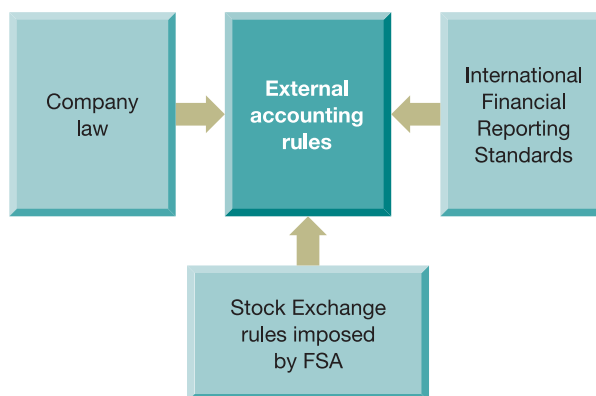 Company
law
External
accounting
rules
International
Financial
Reporting
Standards
Stock Exchange
rules imposed
by FSA